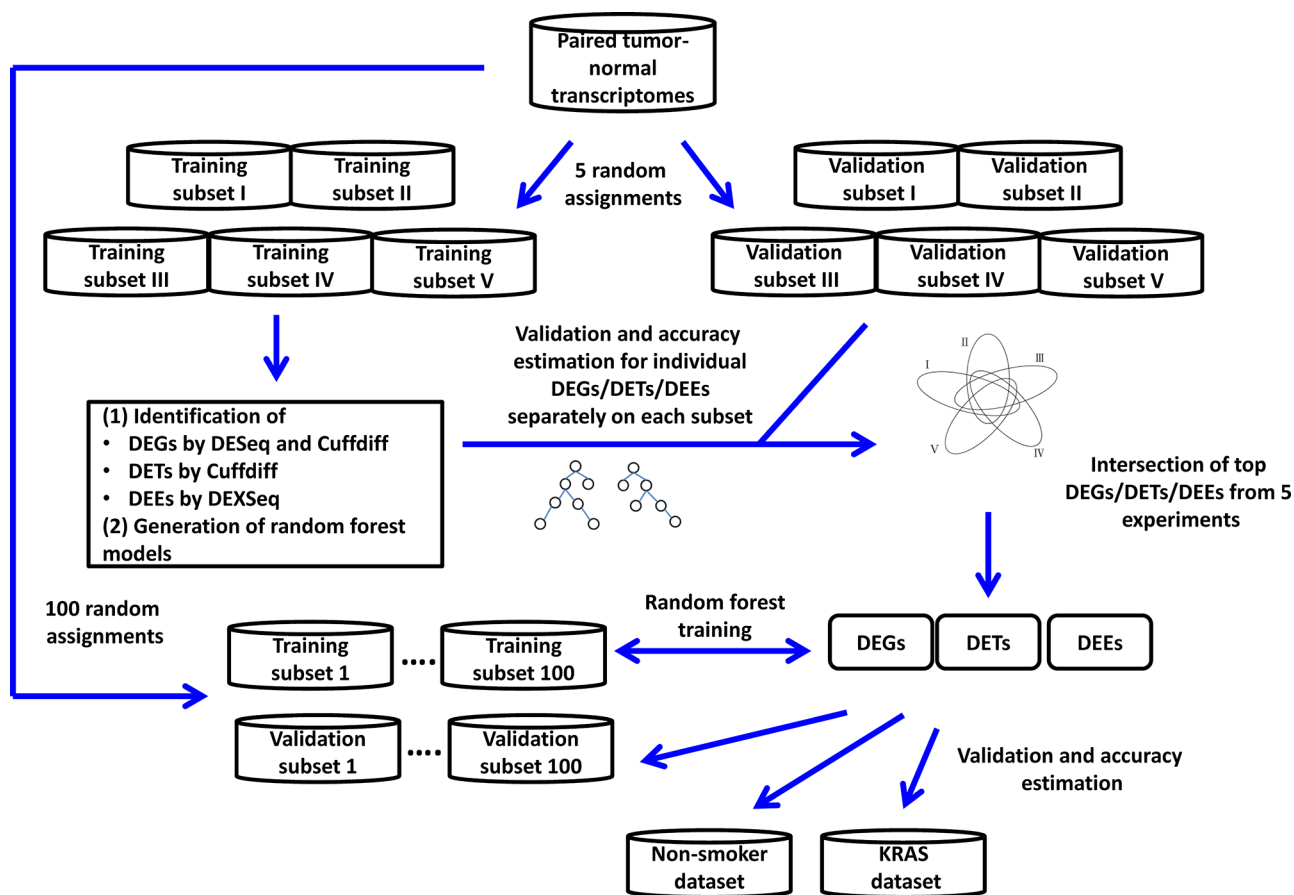 Paired tumor-
normal
transcriptomes
Training
subset I
Training
subset II
5 random
assignments
Validation
subset I
Validation
subset II
Training
subset III
Training
subset IV
Training
subset V
Validation
subset III
Validation
subset IV
Validation
subset V
Validation and accuracy
estimation for individual
DEGs/DETs/DEEs
separately on each subset
I
II
III
IV
V
(1) Identification of
• DEGs by DESeq and Cuffdiff
• DETs by Cuffdiff
• DEEs by DEXSeq
(2) Generation of random forest
models
Intersection of top
DEGs/DETs/DEEs from 5
experiments
100 random
assignments
Training
subset 1
....
Training
subset 100
Random forest
training
DEGs
DETs
DEEs
Validation
subset 1
....
Validation
subset 100
Validation and accuracy
estimation
Non-smoker
dataset
KRAS
dataset